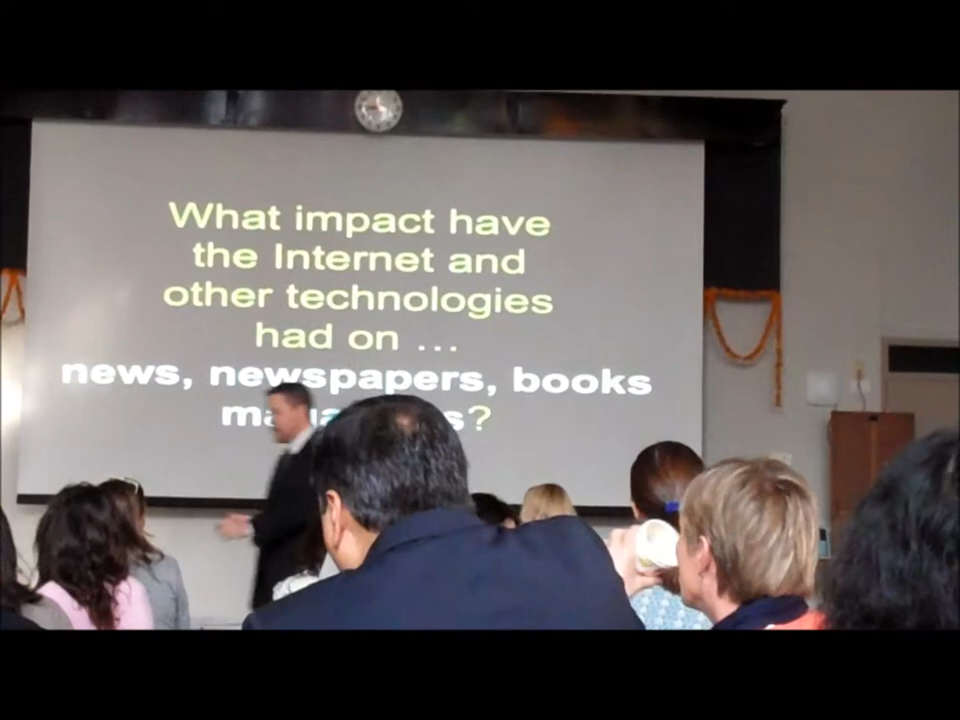 What impact have
the Internet and
other technologies
had on ...
news, newspapers, books
?